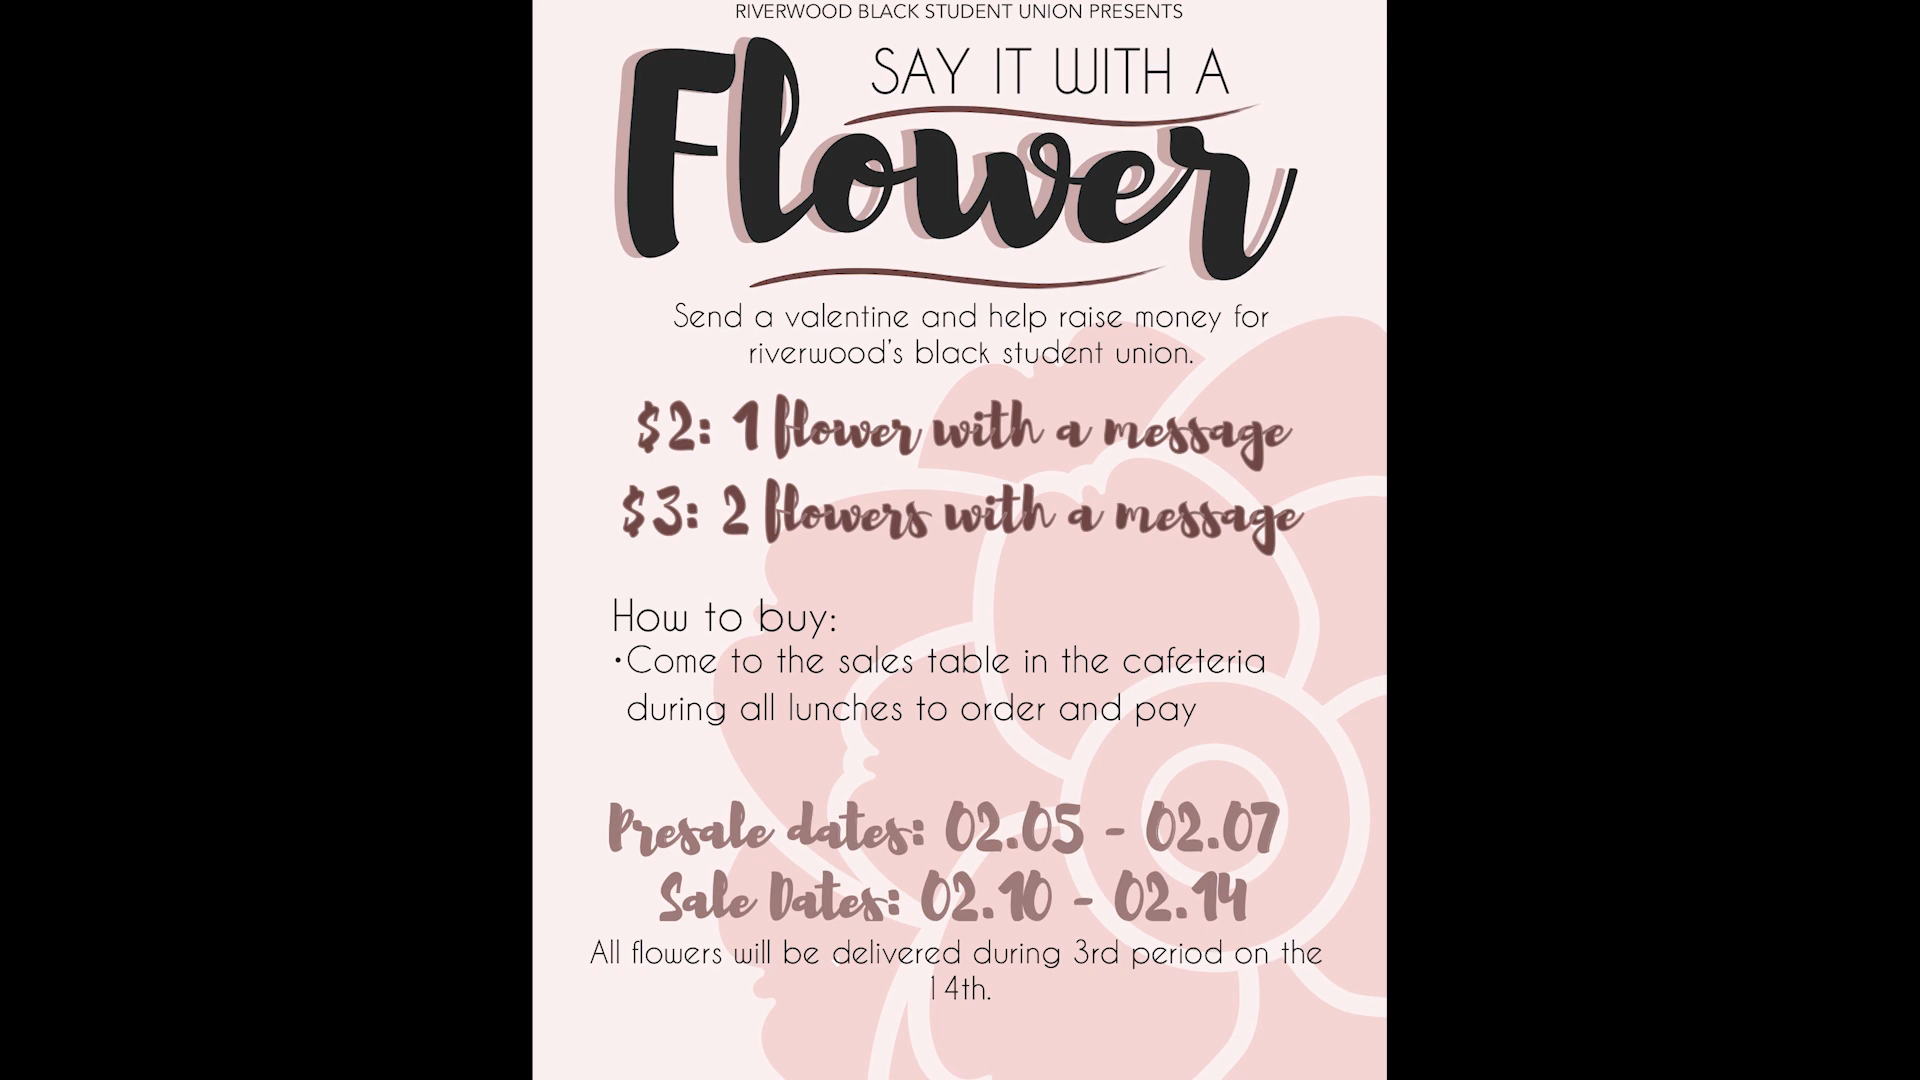 RIVERWOOD BLACK STUDENT UNION PRESENTS
SAY IT WITH A
Flower
Send a valentine and help raise money for
riverwood's black student union.
$2: 1 flower with a message
$3: 2 flowers with a message
How to buy:
•Come to the sales table in the cafeteria
during all lunches to order and pay
Presale dates: 02.05 - 02.07
Sale Dates: 02.10 - 02.14
All flowers will be delivered during 3rd period on the
14th.